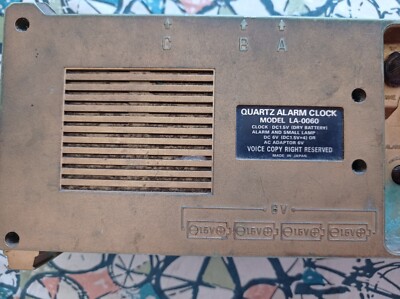 C B A
QUARTZ ALARM CLOCK
MODEL LA-0060
CLOCK : DC1.5V (DRY BATTERY)
ALARM AND SMALL LAMP
DC 6V (DC1.5V×4) OR
AC ADAPTOR 6V
VOICE COPY RIGHT RESERVED
MADE IN JAPAN
6V
1.5V 1.5V 1.5V 1.5V